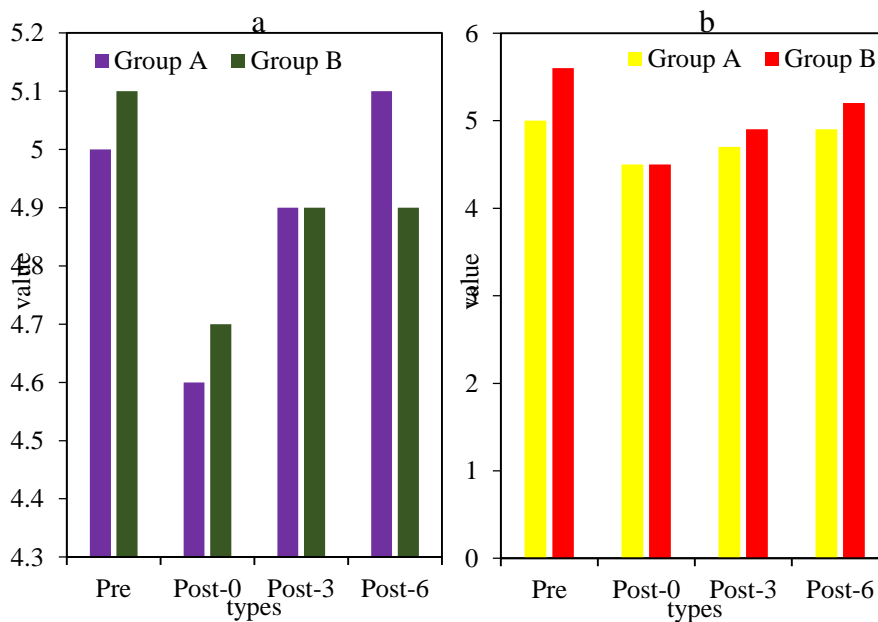 a
5.2
5.1
5
4.9
4.8
4.7
4.6
4.5
4.4
4.3
value
Group A Group B
Pre Post-0 Post-3 Post-6
types
b
6
5
4
3
2
1
0
value
Group A Group B
Pre Post-0 Post-3 Post-6
types